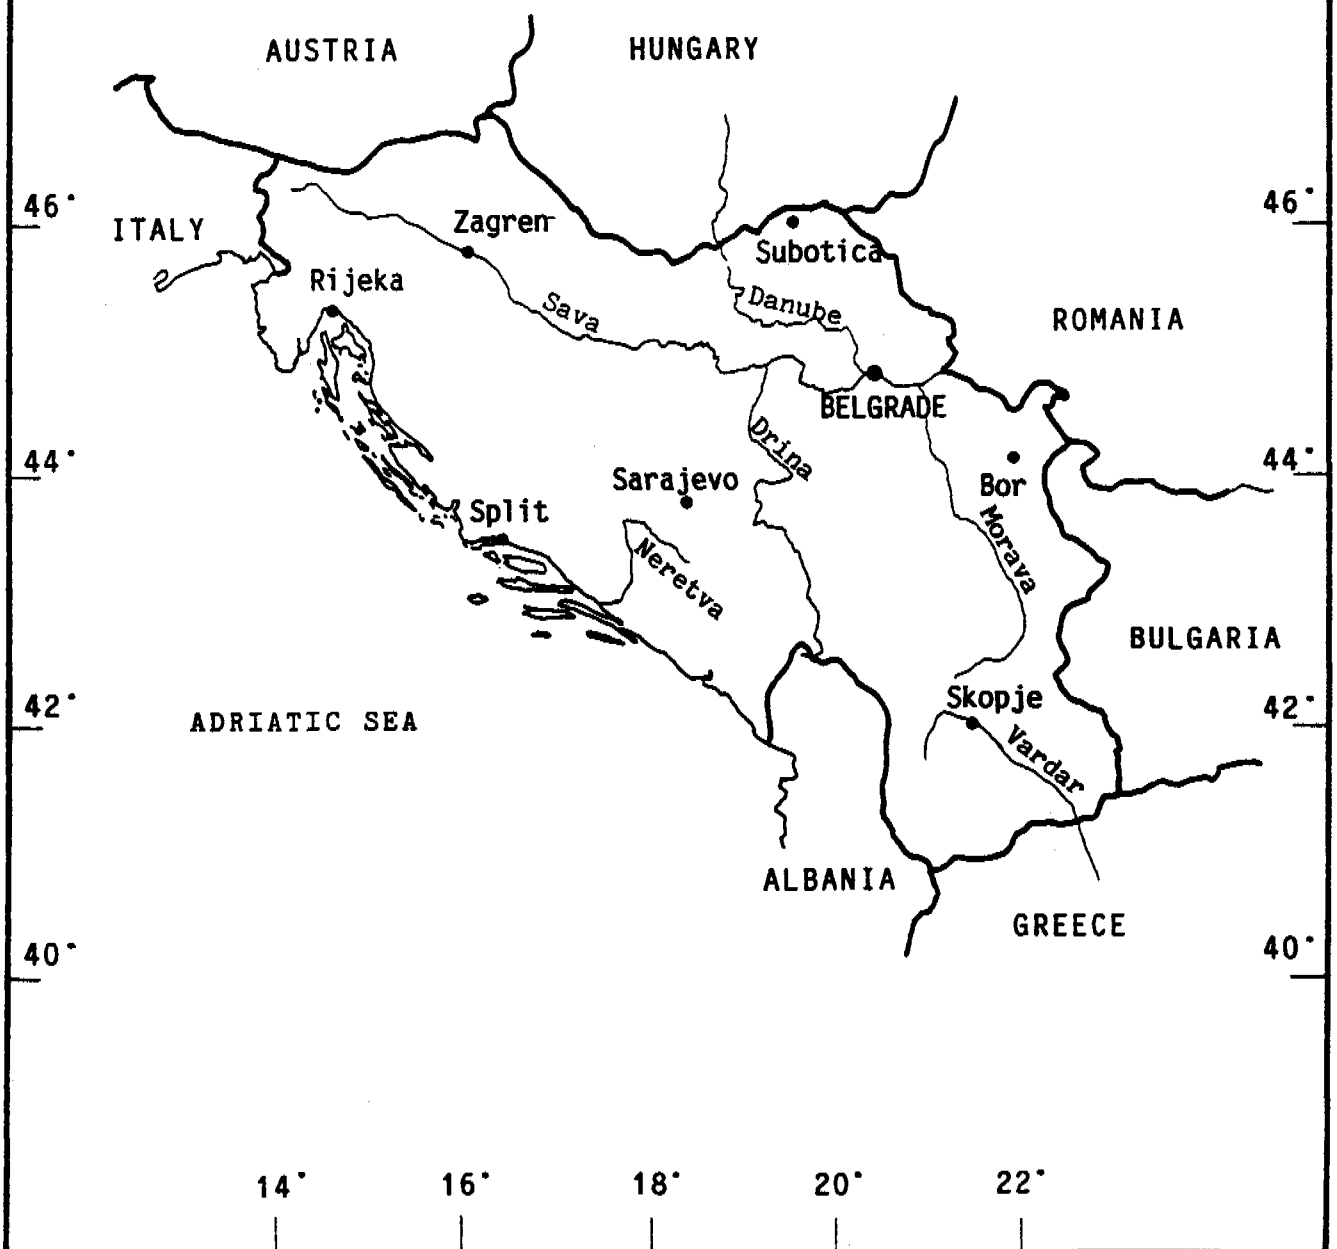 AUSTRIA
HUNGARY
46°
46°
ITALY
Zagren
Subotica
Rijeka
Danube
Sava
ROMANIA
BELGRADE
Drina
44°
44°
Sarajevo
Bor
Split
Morava
Neretva
BULGARIA
Skopje
42°
42°
ADRIATIC SEA
Vardar
ALBANIA
GREECE
40°
40°
14°
16°
18°
20°
22°